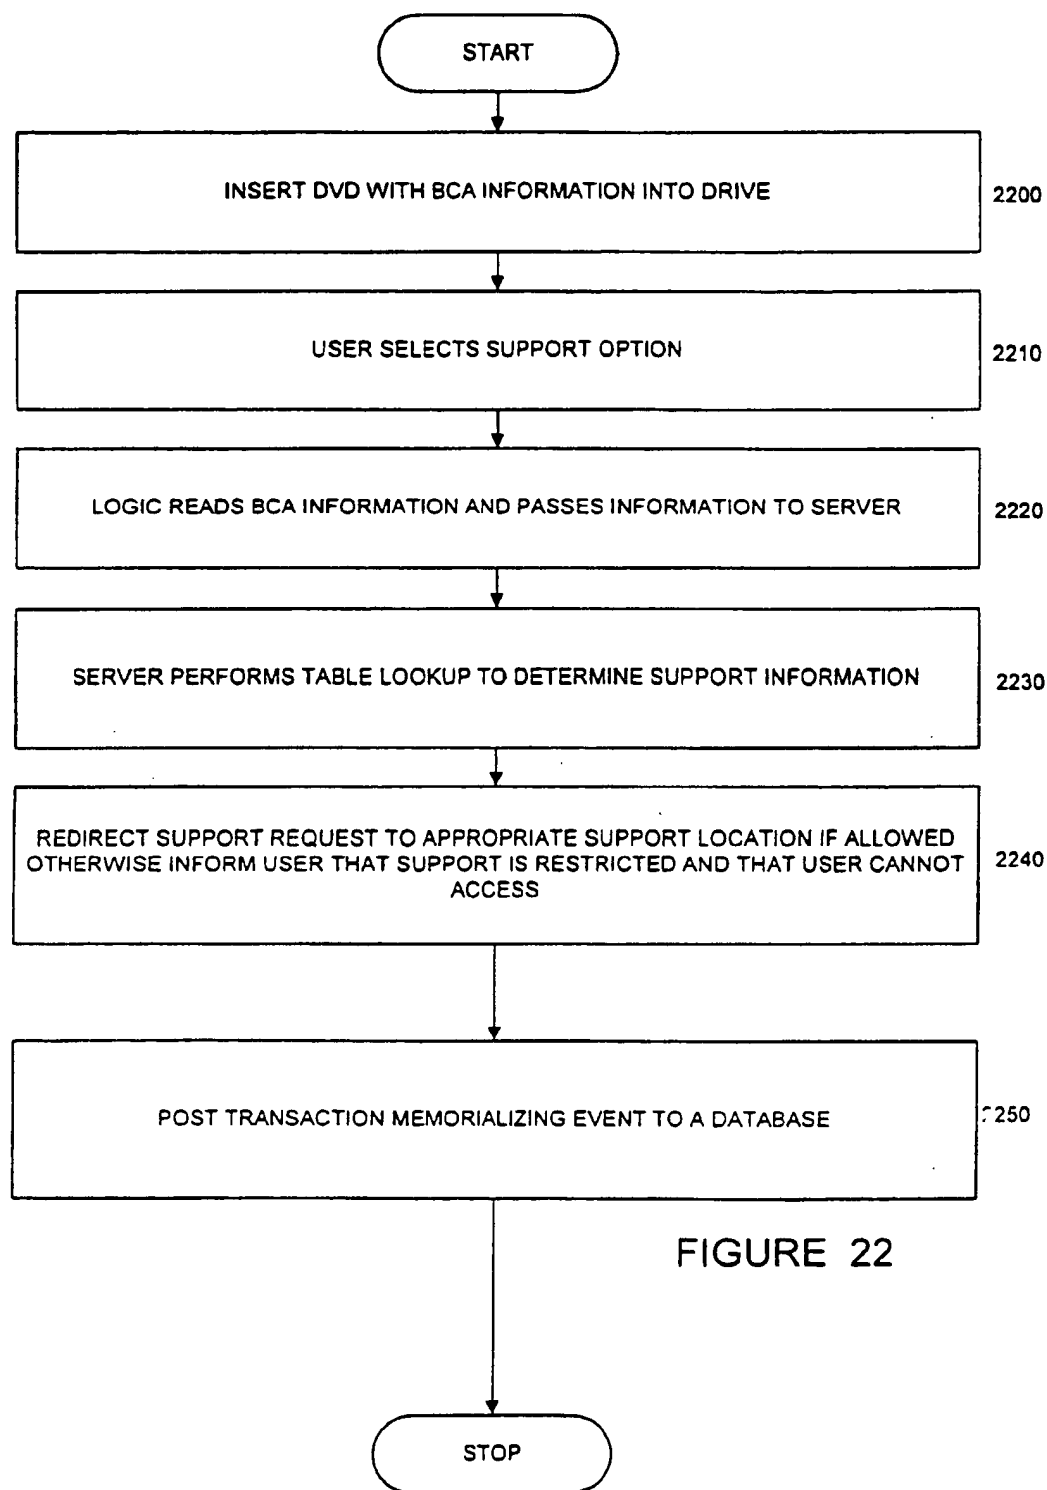 START
INSERT DVD WITH BCA INFORMATION INTO DRIVE
2200
USER SELECTS SUPPORT OPTION
2210
LOGIC READS BCA INFORMATION AND PASSES INFORMATION TO SERVER
2220
SERVER PERFORMS TABLE LOOKUP TO DETERMINE SUPPORT INFORMATION
2230
REDIRECT SUPPORT REQUEST TO APPROPRIATE SUPPORT LOCATION IF ALLOWED
OTHERWISE INFORM USER THAT SUPPORT IS RESTRICTED AND THAT USER CANNOT
ACCESS
2240
POST TRANSACTION MEMORIALIZING EVENT TO A DATABASE
2250
FIGURE 22
STOP